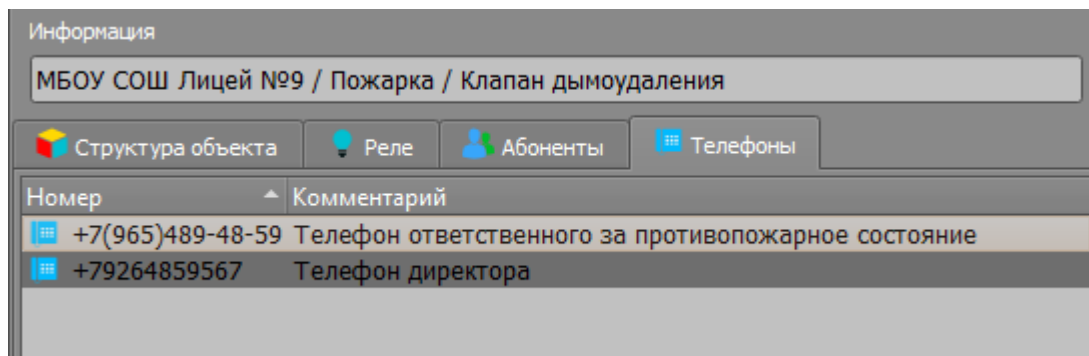 Информация
МБОУ СОШ Лицей №9 / Пожарка / Клапан дымоудаления
Структура объекта Реле Абоненты Телефоны
Номер Комментарий
+7(965)489-48-59 Телефон ответственного за противопожарное состояние
+79264859567 Телефон директора